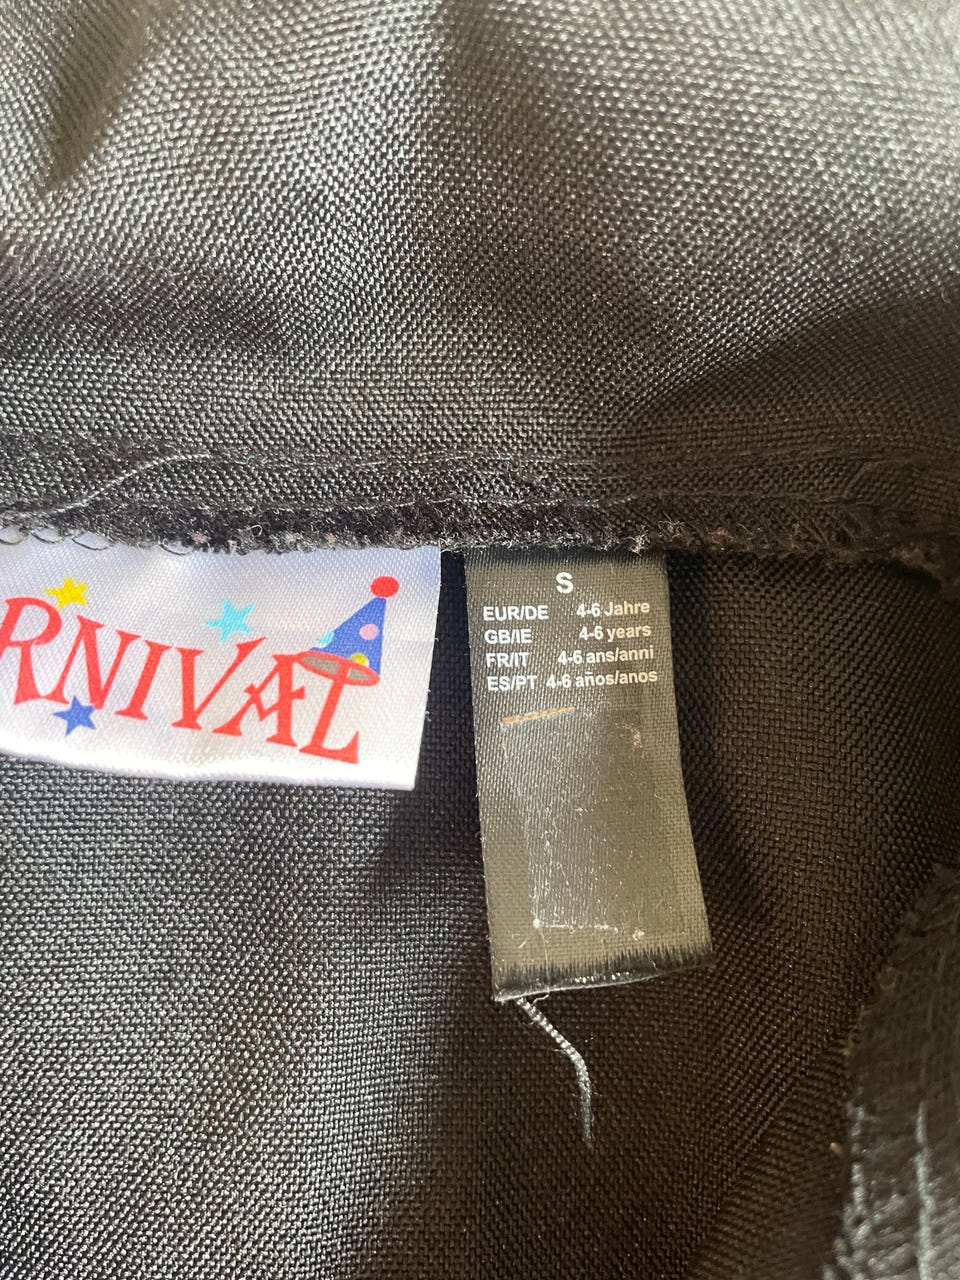 RNIVAL
S
EUR/DE 4-6 Jahre
GB/IE 4-6 years
FR/IT 4-6 ans/anni
ES/PT 4-6 años/anos